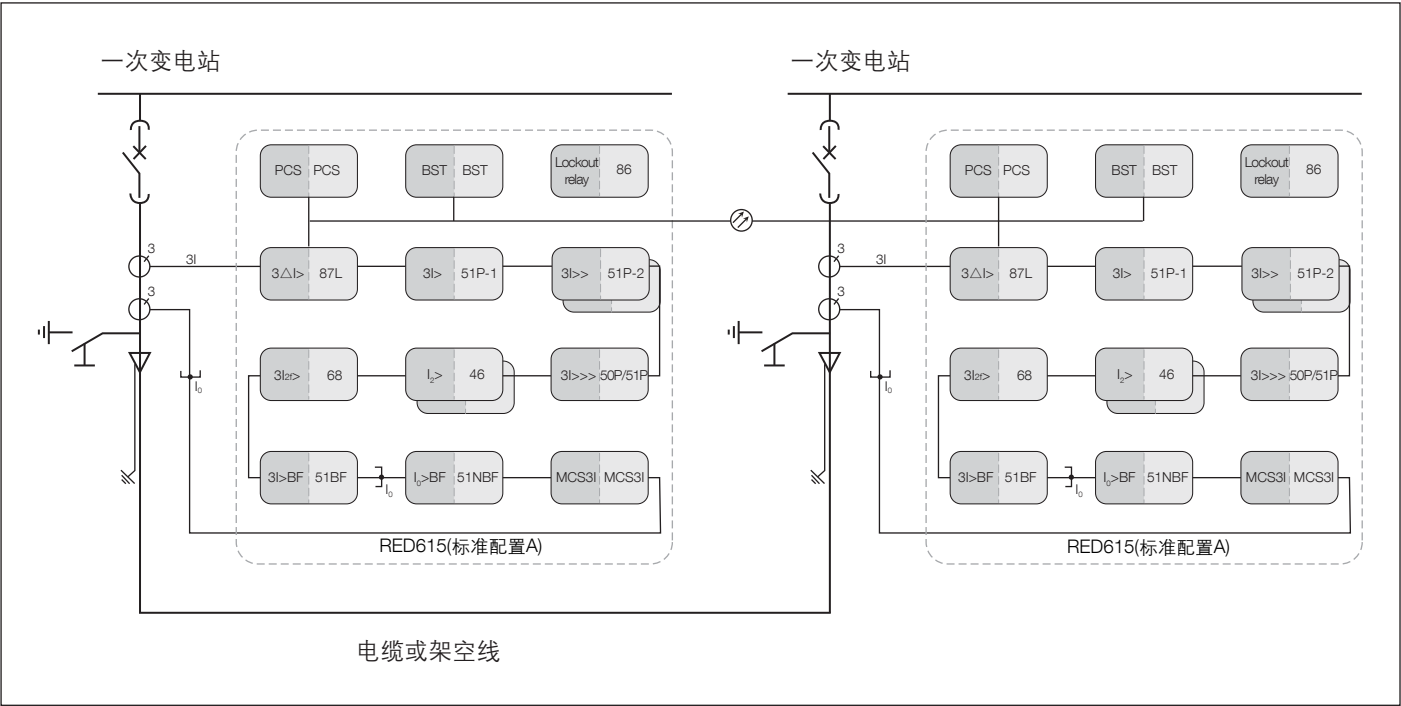 一次变电站
一次变电站
PCS PCS
BST BST
Lockout relay 86
PCS PCS
BST BST
Lockout relay 86
3
3I
3△I> 87L
3I> 51P-1
3I>> 51P-2
3
3I
3△I> 87L
3I> 51P-1
3I>> 51P-2
3
3
I₀
3I2f> 68
I₂> 46
3I>>> 50P/51P
I₀
3I2f> 68
I₂> 46
3I>>> 50P/51P
3I>BF 51BF
I₀
I₀>BF 51NBF
MCS3I MCS3I
3I>BF 51BF
I₀
I₀>BF 51NBF
MCS3I MCS3I
RED615(标准配置A)
RED615(标准配置A)
电缆或架空线